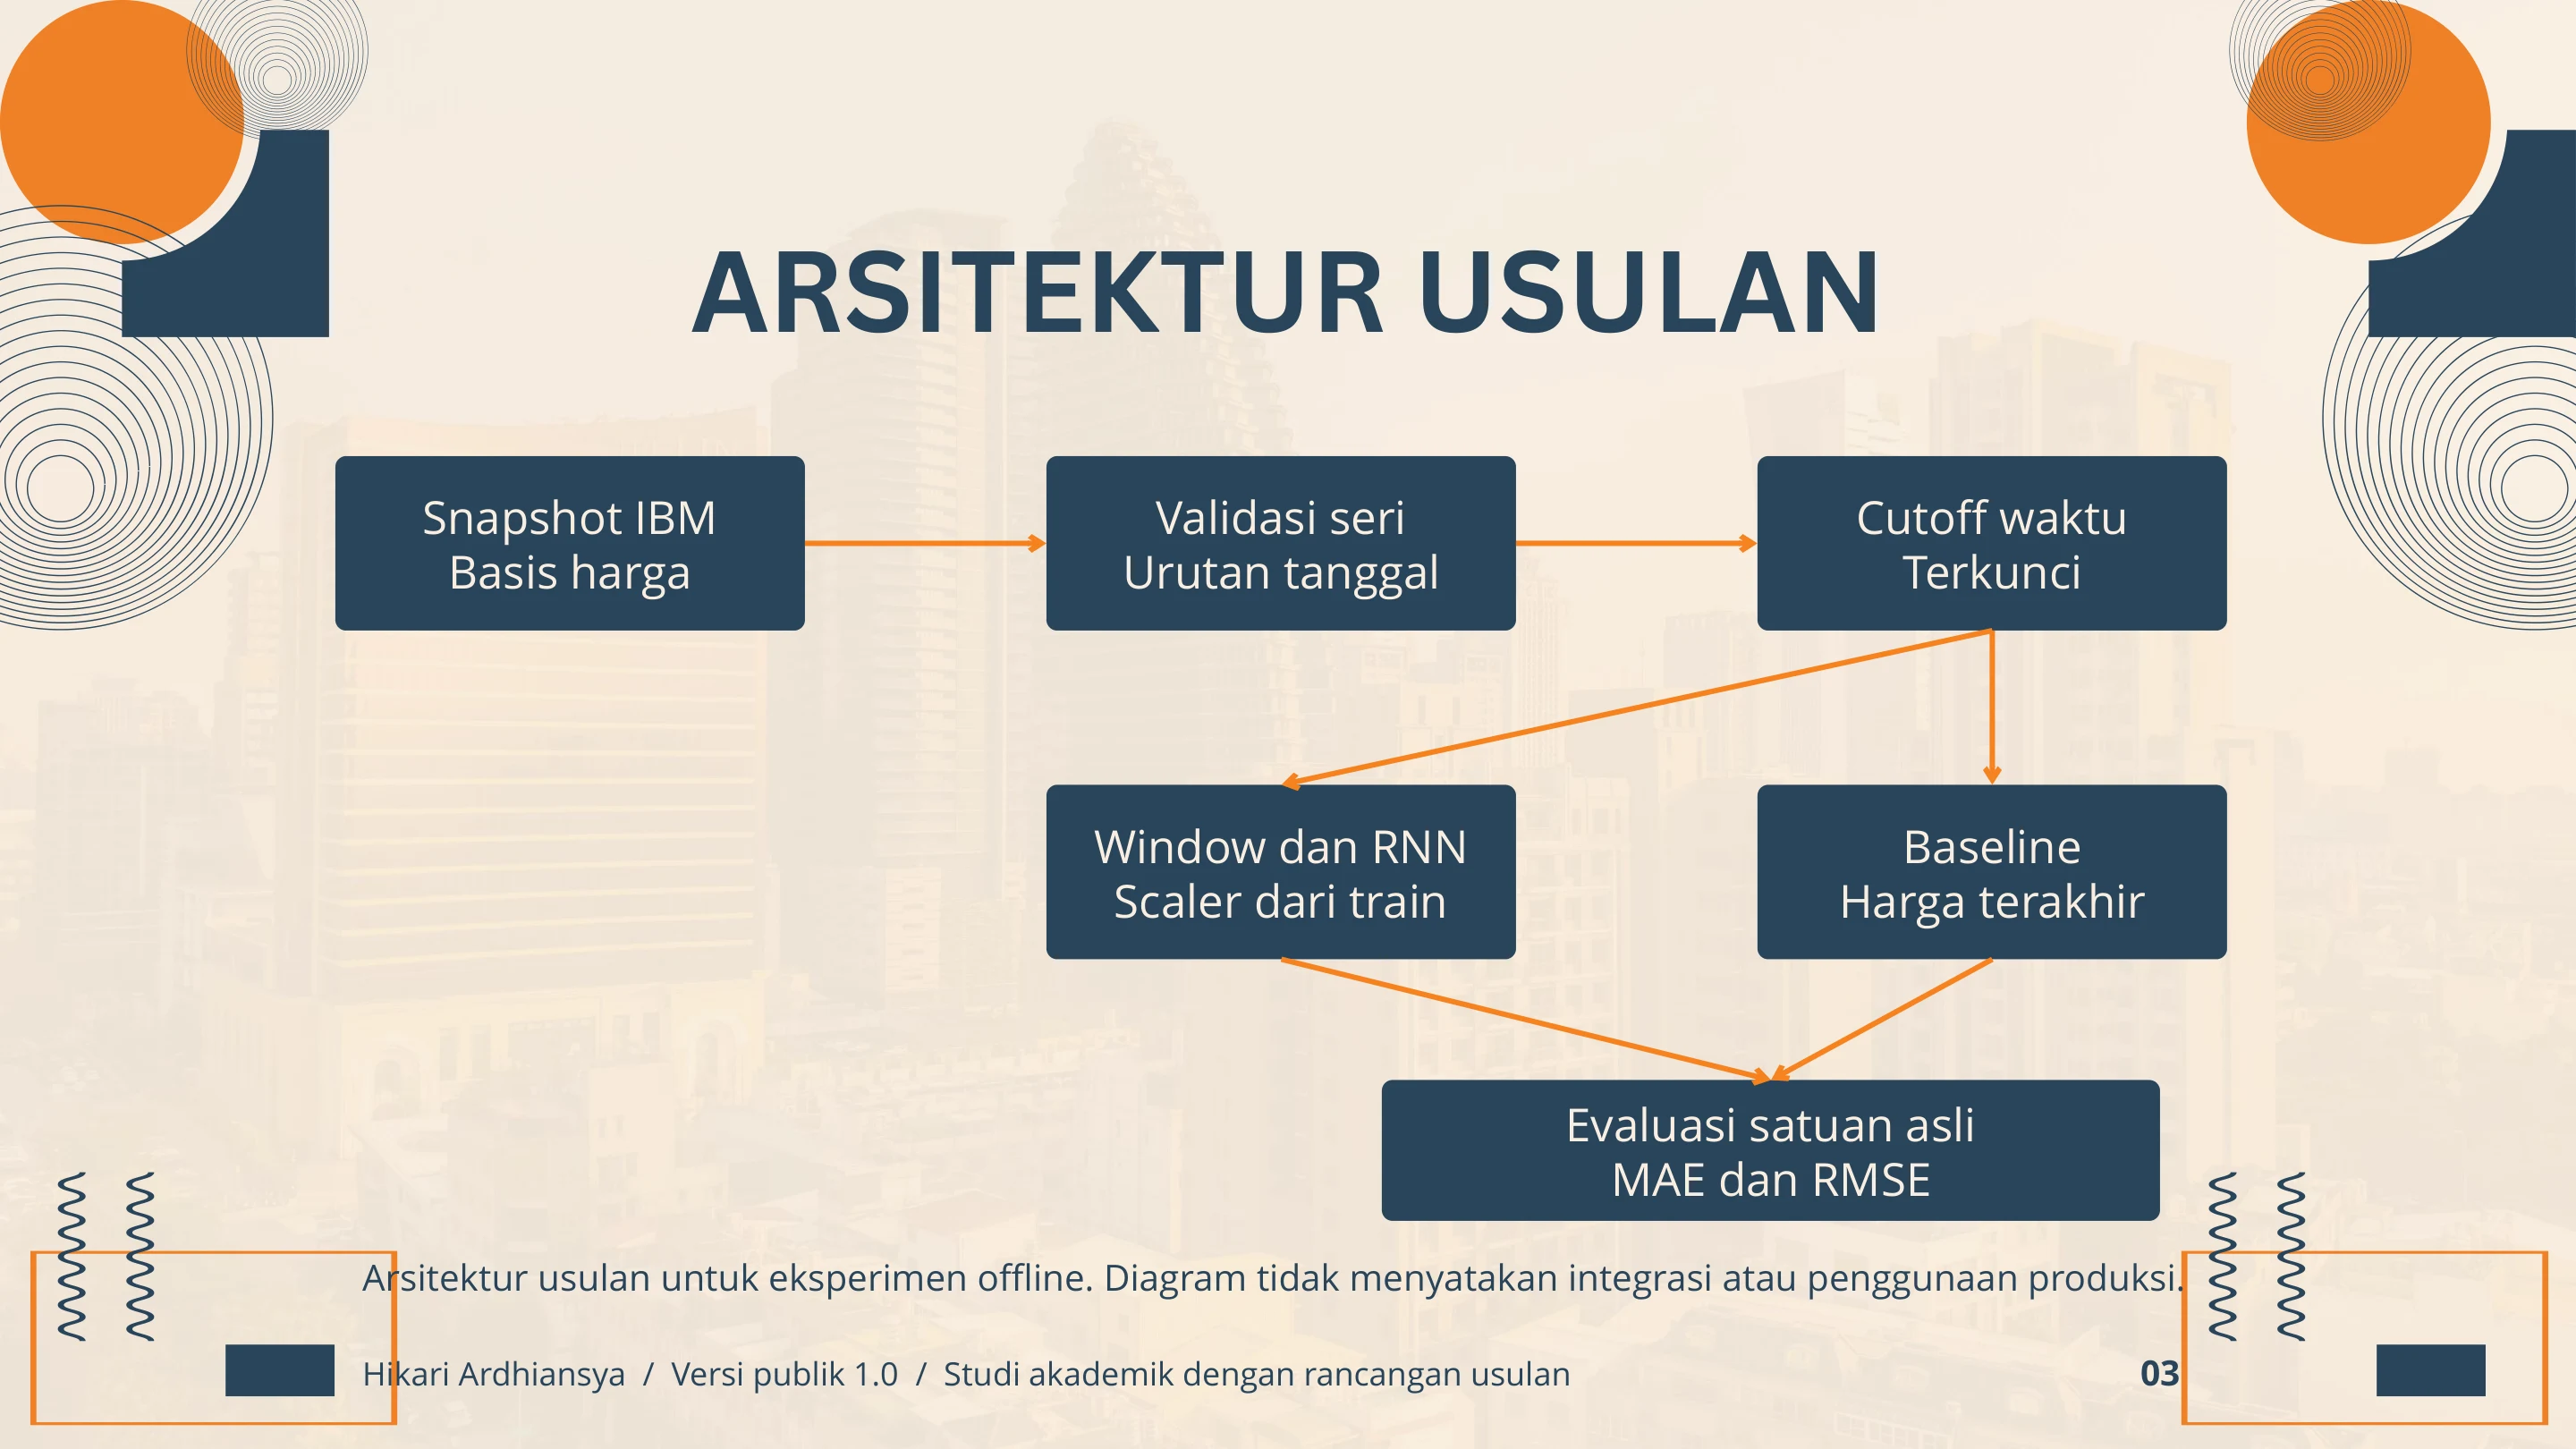 ARSITEKTUR USULAN
Snapshot IBM
Basis harga
Validasi seri
Urutan tanggal
Cutoff waktu
Terkunci
Window dan RNN
Scaler dari train
Baseline
Harga terakhir
Evaluasi satuan asli
MAE dan RMSE
Arsitektur usulan untuk eksperimen offline. Diagram tidak menyatakan integrasi atau penggunaan produksi.
Hikari Ardhiansya / Versi publik 1.0 / Studi akademik dengan rancangan usulan
03